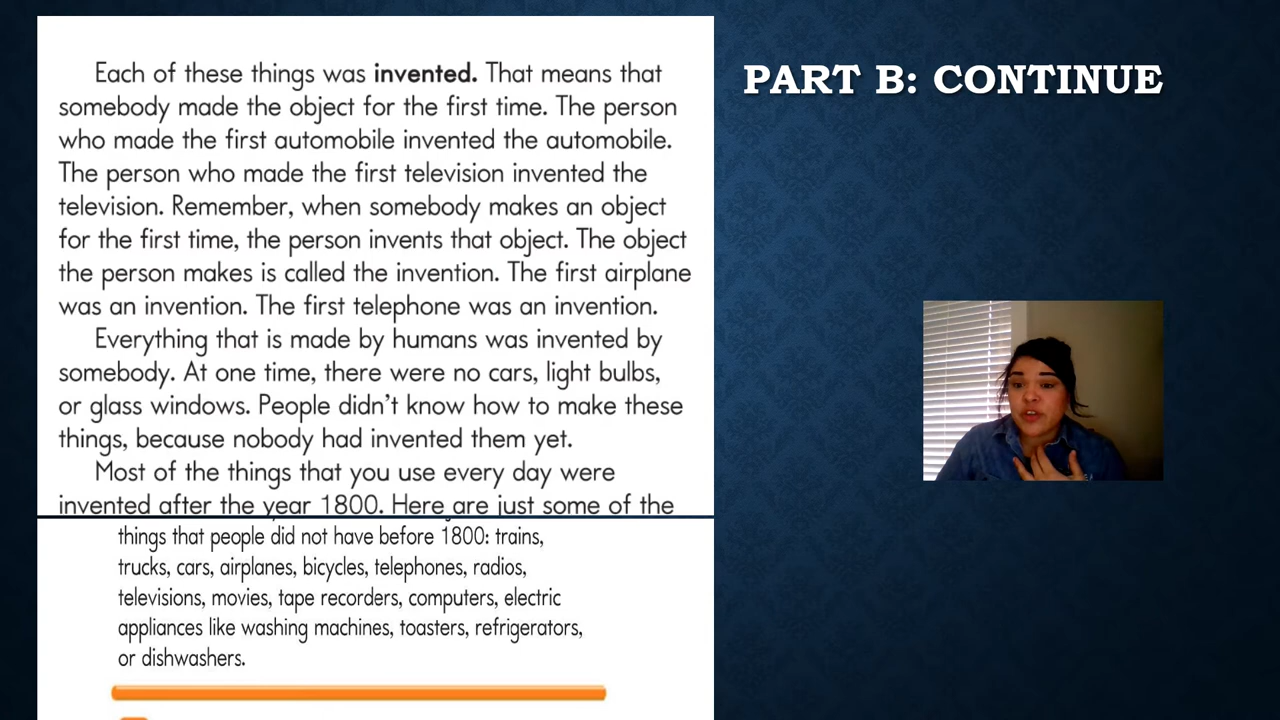 Each of these things was invented. That means that
somebody made the object for the first time. The person
who made the first automobile invented the automobile.
The person who made the first television invented the
television. Remember, when somebody makes an object
for the first time, the person invents that object. The object
the person makes is called the invention. The first airplane
was an invention. The first telephone was an invention.
Everything that is made by humans was invented by
somebody. At one time, there were no cars, light bulbs,
or glass windows. People didn't know how to make these
things, because nobody had invented them yet.
Most of the things that you use every day were
invented after the year 1800. Here are just some of the
things that people did not have before 1800: trains,
trucks, cars, airplanes, bicycles, telephones, radios,
televisions, movies, tape recorders, computers, electric
appliances like washing machines, toasters, refrigerators,
or dishwashers.
PART B: CONTINUE